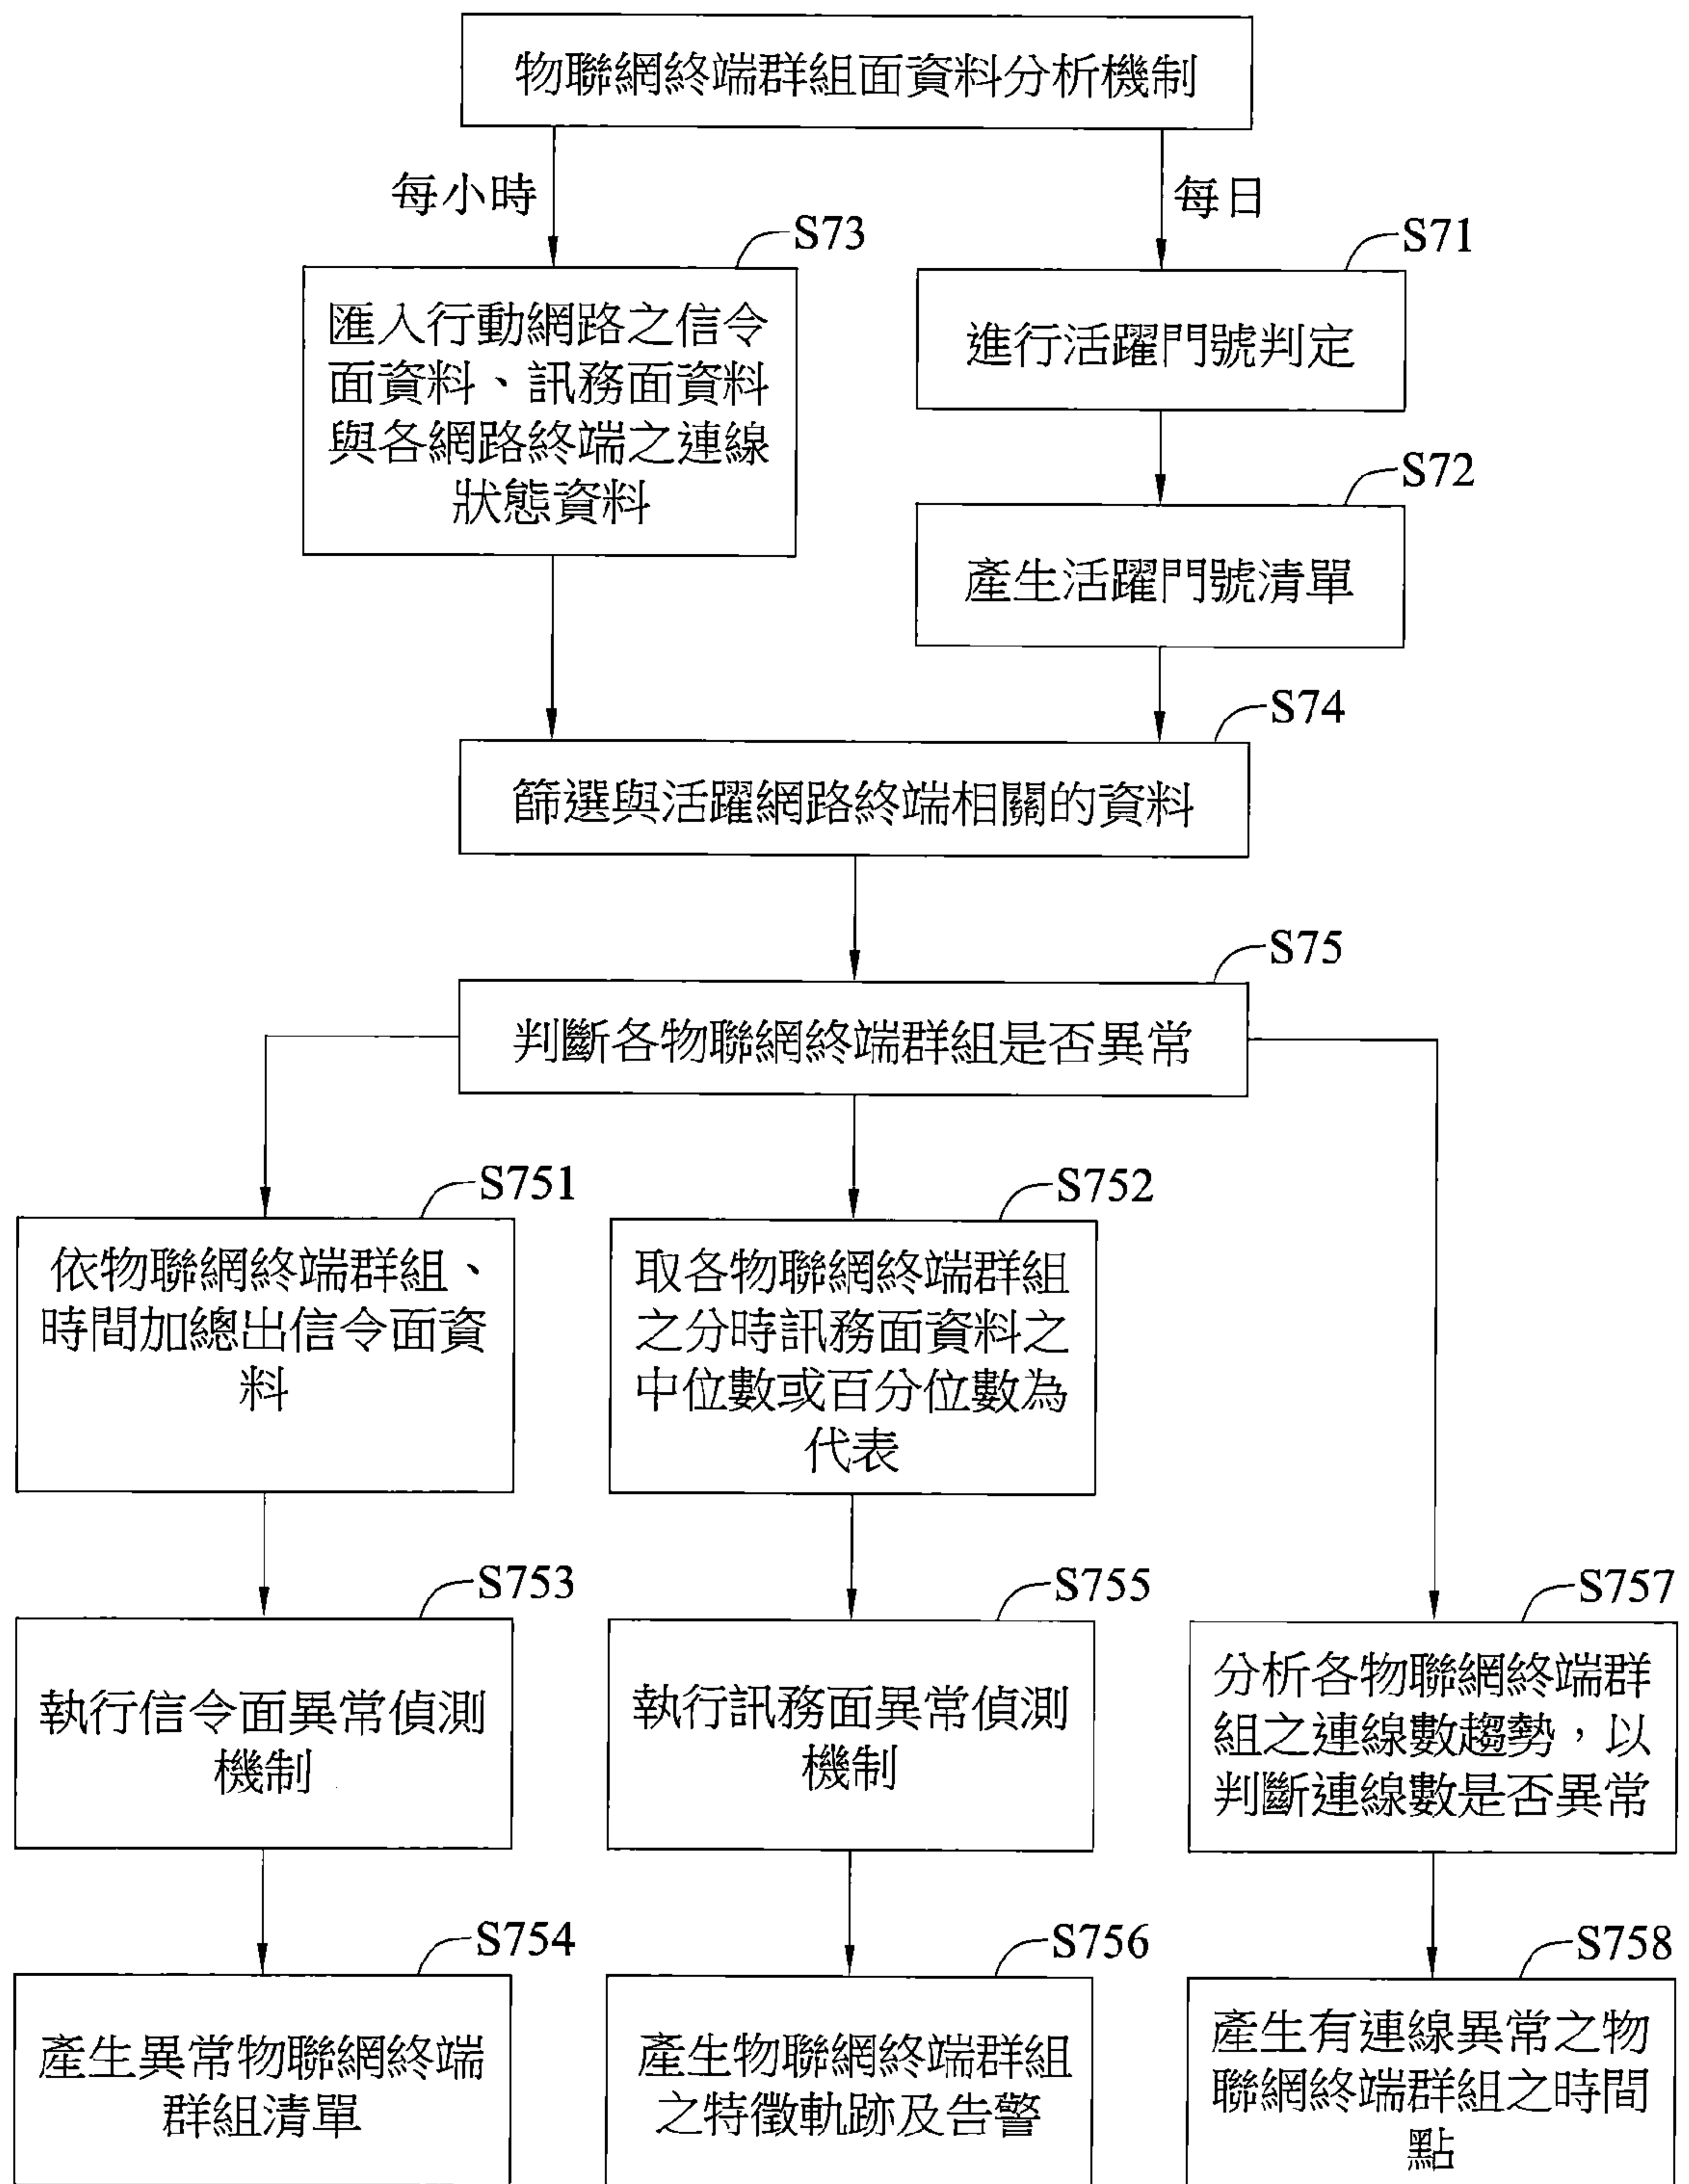 物聯網終端群組面資料分析機制
每小時
每日
S73
匯入行動網路之信令
面資料、訊務面資料
與各網路終端之連線
狀態資料
S71
進行活躍門號判定
S72
產生活躍門號清單
S74
篩選與活躍網路終端相關的資料
S75
判斷各物聯網終端群組是否異常
S751
依物聯網終端群組、
時間加總出信令面資
料
S752
取各物聯網終端群組
之分時訊務面資料之
中位數或百分位數為
代表
S753
執行信令面異常偵測
機制
S755
執行訊務面異常偵測
機制
S757
分析各物聯網終端群
組之連線數趨勢，以
判斷連線數是否異常
S754
產生異常物聯網終端
群組清單
S756
產生物聯網終端群組
之特徵軌跡及告警
S758
產生有連線異常之物
聯網終端群組之時間
點